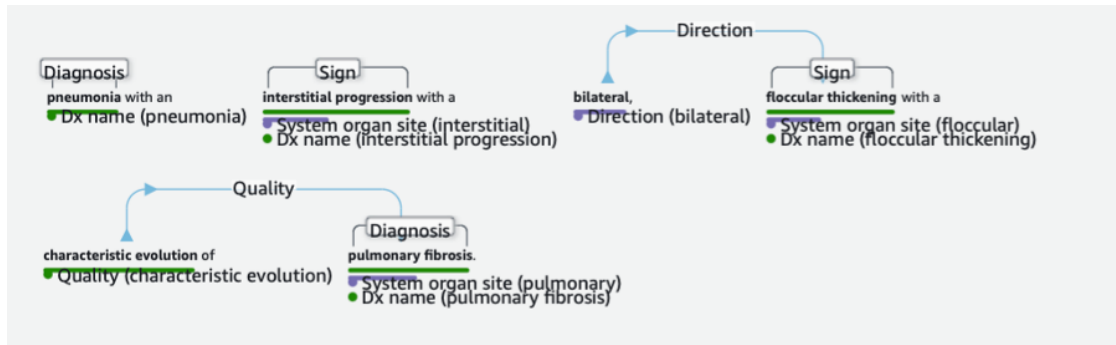 Direction
Diagnosis Sign Sign
pneumonia with an interstitial progression with a bilateral, floccular thickening with a
Dx name (pneumonia) System organ site (interstitial) Direction (bilateral) System organ site (floccular)
Dx name (interstitial progression) Dx name (floccular thickening)
Quality
Diagnosis
characteristic evolution of pulmonary fibrosis.
Quality (characteristic evolution) System organ site (pulmonary)
Dx name (pulmonary fibrosis)